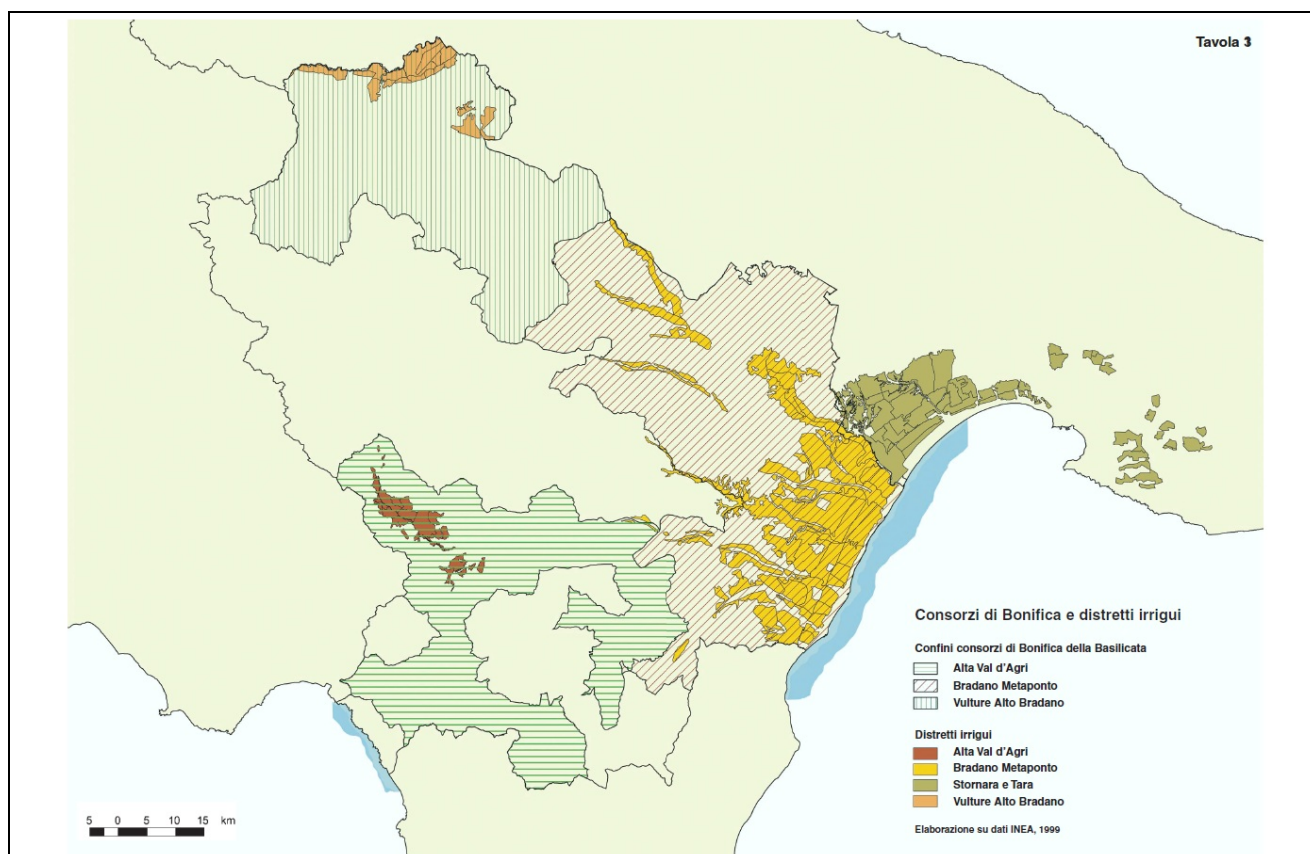 Tavola 3
Consorzi di Bonifica e distretti irrigui
Confini consorzi di Bonifica della Basilicata
Alta Val d'Agri
Bradano Metaponto
Vulture Alto Bradano
Distretti irrigui
Alta Val d'Agri
Bradano Metaponto
Stornara e Tara
Vulture Alto Bradano
Elaborazione su dati INEA, 1999
5 0 5 10 15 km